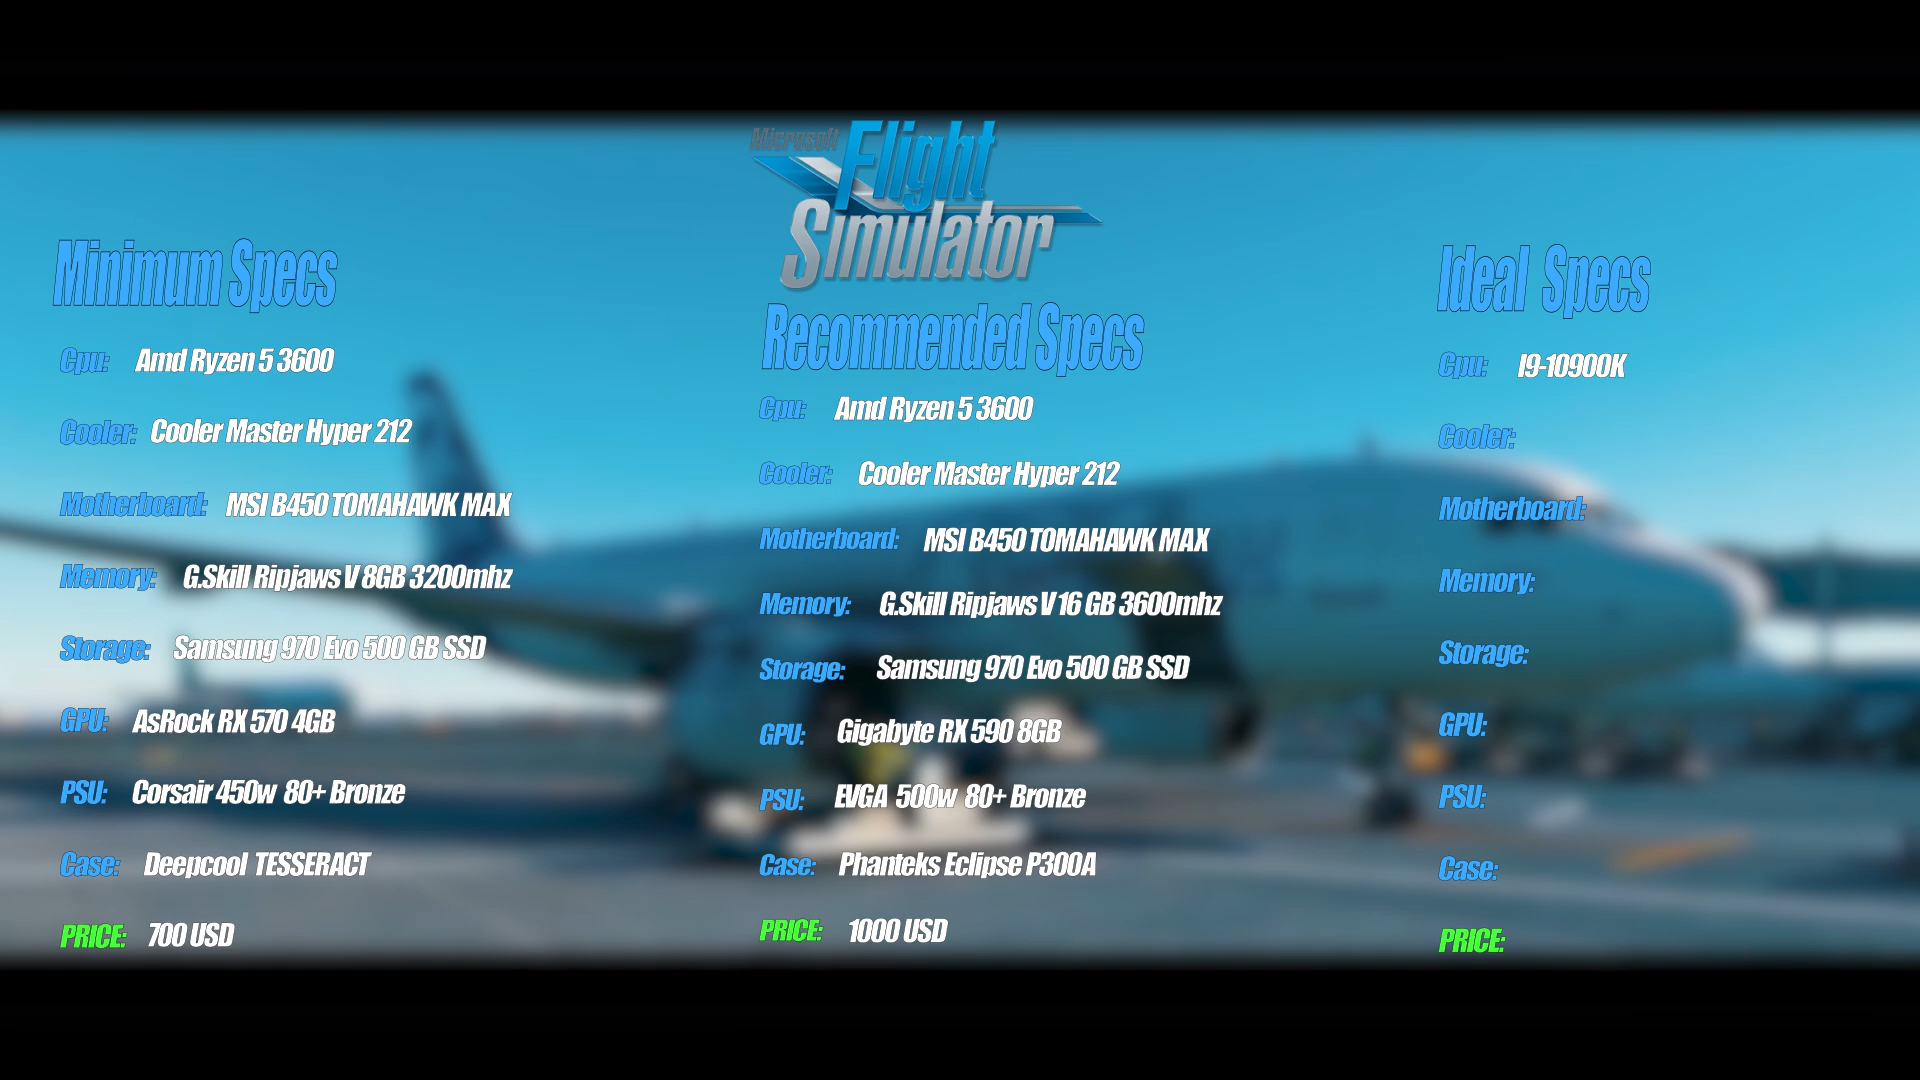 Microsoft Flight
Simulator
Minimum Specs
Cpu: Amd Ryzen 5 3600
Cooler: Cooler Master Hyper 212
Motherboard: MSI B450 TOMAHAWK MAX
Memory: G.Skill Ripjaws V 8GB 3200mhz
Storage: Samsung 970 Evo 500 GB SSD
GPU: AsRock RX 570 4GB
PSU: Corsair 450w 80+ Bronze
Case: Deepcool TESSERACT
PRICE: 700 USD
Recommended Specs
Cpu: Amd Ryzen 5 3600
Cooler: Cooler Master Hyper 212
Motherboard: MSI B450 TOMAHAWK MAX
Memory: G.Skill Ripjaws V 16 GB 3600mhz
Storage: Samsung 970 Evo 500 GB SSD
GPU: Gigabyte RX 590 8GB
PSU: EVGA 500w 80+ Bronze
Case: Phanteks Eclipse P300A
PRICE: 1000 USD
Ideal Specs
Cpu: I9-10900K
Cooler:
Motherboard:
Memory:
Storage:
GPU:
PSU:
Case:
PRICE: